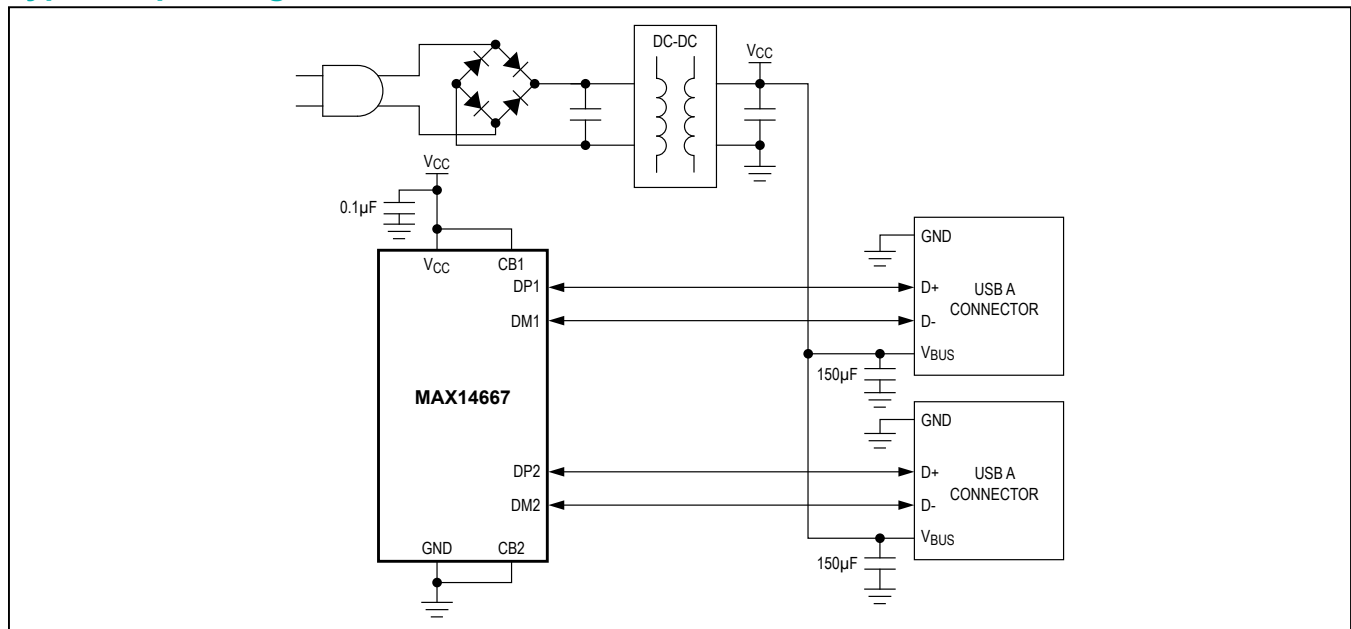 DC-DC
VCC
VCC
0.1µF
VCC
CB1
DP1
DM1
MAX14667
DP2
DM2
GND
CB2
GND
D+
USB A
CONNECTOR
D-
VBUS
150µF
GND
D+
USB A
CONNECTOR
D-
VBUS
150µF